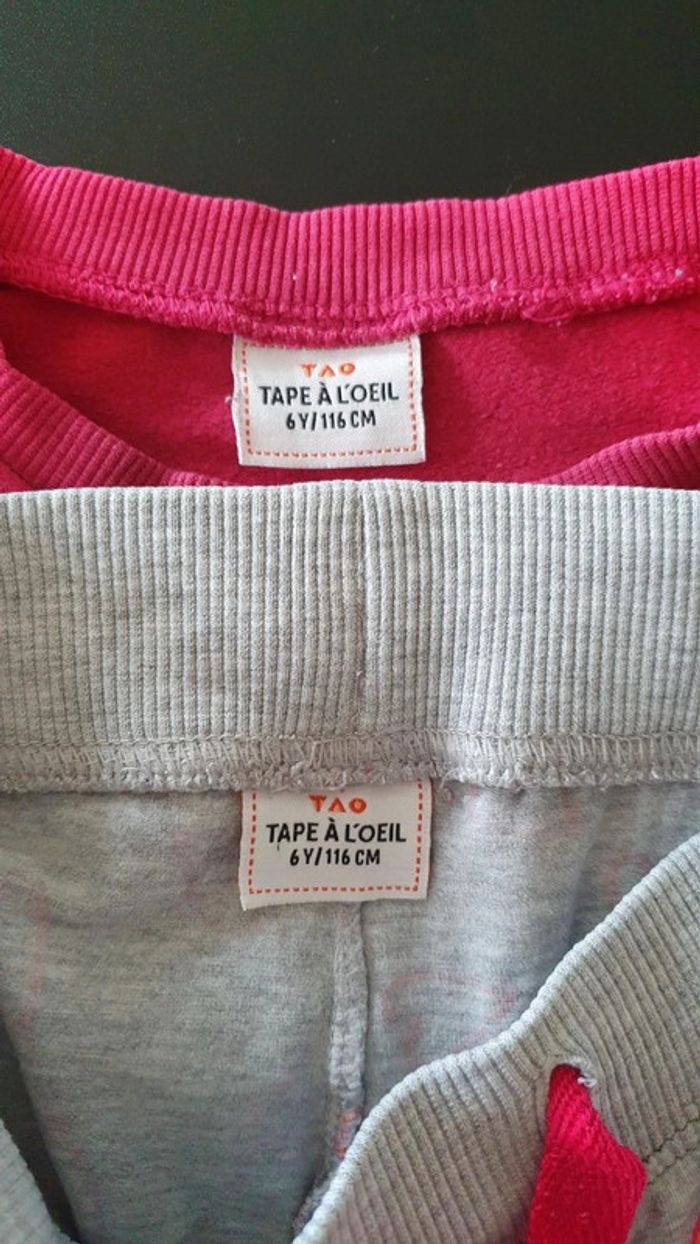 TAO
TAPE À L'OEIL
6Y/116 CM
TAO
TAPE À L'OEIL
6Y/116 CM